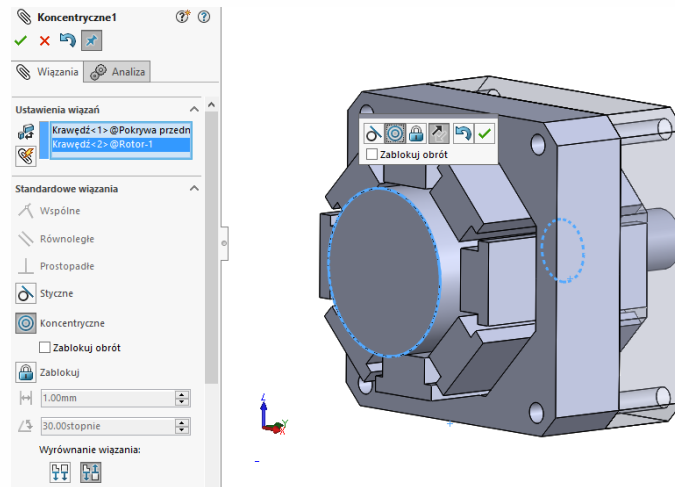 Koncentryczne1
Wiązania
Analiza
Ustawienia wiązań
Krawędź<1>@Pokrywa przedn
Krawędź<2>@Rotor-1
Standardowe wiązania
Wspólne
Równoległe
Prostopadłe
Styczne
Koncentryczne
Zablokuj obrót
Zablokuj
1.00mm
30.00stopnie
Wyrównanie wiązania:
Zablokuj obrót